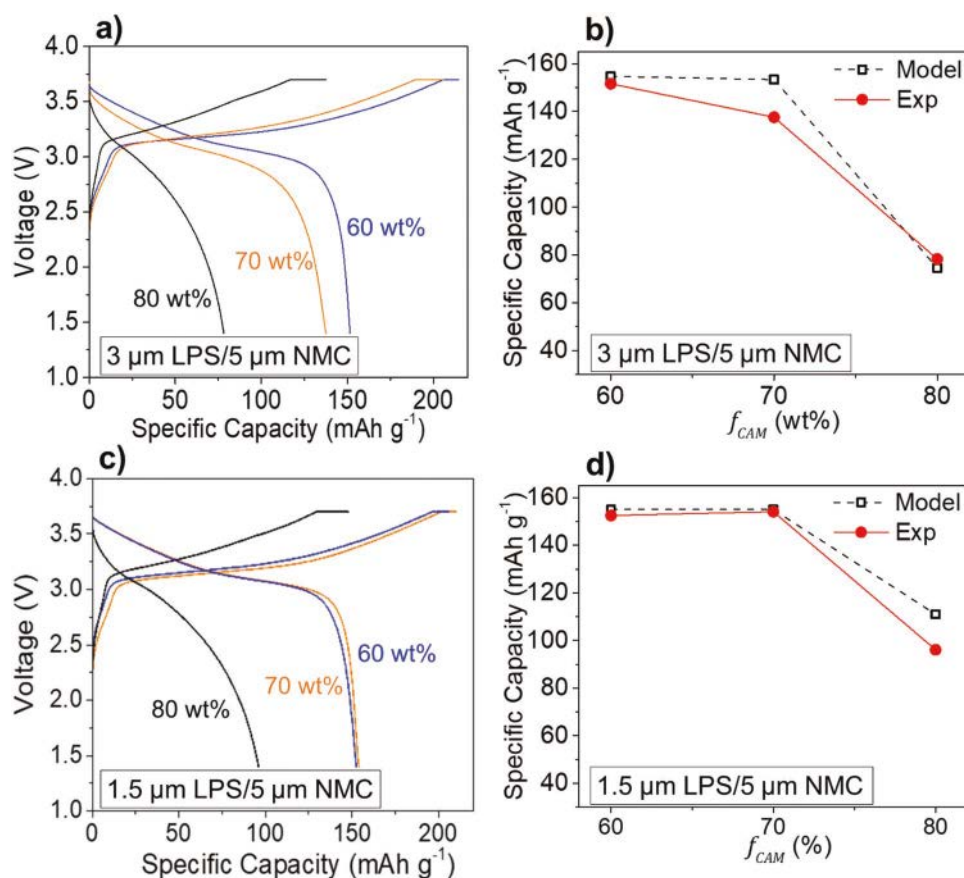 a)
4.0
3.5
3.0
2.5
2.0
1.5
1.0
Voltage (V)
60 wt%
70 wt%
80 wt%
3 µm LPS/5 µm NMC
0 50 100 150 200
Specific Capacity (mAh g⁻¹)
b)
160
140
120
100
80
60
40
Specific Capacity (mAh g⁻¹)
Model
Exp
3 µm LPS/5 µm NMC
60 70 80
f_CAM (wt%)
c)
4.0
3.5
3.0
2.5
2.0
1.5
1.0
Voltage (V)
60 wt%
70 wt%
80 wt%
1.5 µm LPS/5 µm NMC
0 50 100 150 200
Specific Capacity (mAh g⁻¹)
d)
160
140
120
100
80
60
40
Specific Capacity (mAh g⁻¹)
Model
Exp
1.5 µm LPS/5 µm NMC
60 70 80
f_CAM (%)